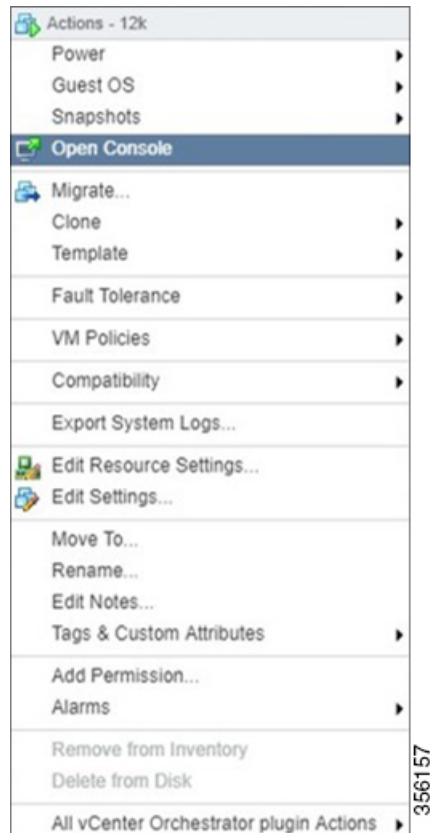 Actions - 12k
Power
Guest OS
Snapshots
Open Console
Migrate...
Clone
Template
Fault Tolerance
VM Policies
Compatibility
Export System Logs...
Edit Resource Settings...
Edit Settings...
Move To...
Rename...
Edit Notes...
Tags & Custom Attributes
Add Permission...
Alarms
Remove from Inventory
Delete from Disk
All vCenter Orchestrator plugin Actions
356157